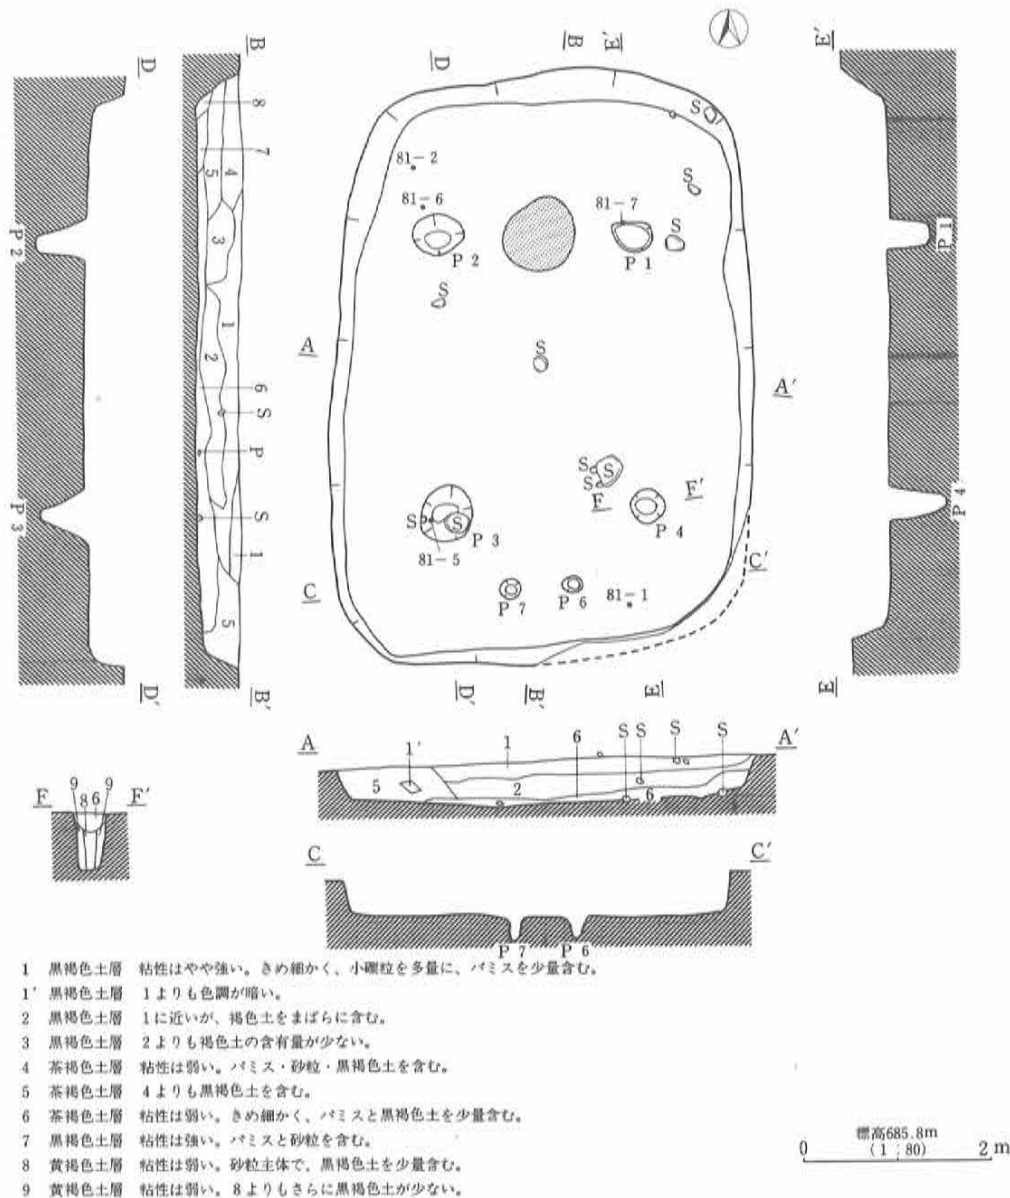 B
D
B
E'
E'
D
8
S
7
81-2
5 4
S
81-6
81-7
3
S
P 2
P 1
P 2
P 1
S
1
A
S
2
A'
6
S
P
S
S
S
F'
F
P 3
P 4
S
S
S
P 4
P 3
81-5
1
C'
C
P 7
P 6
81-1
5
D'
B'
D'
B'
E
E
A
1'
1
6
S
S
S
S
A'
5
2
6
F
9
8
6
9
F'
C
C'
P 7
P 6
1 黒褐色土層 粘性はやや強い。きめ細かく、小礫粒を多量に、パミスを少量含む。
1' 黒褐色土層 1よりも色調が暗い。
2 黒褐色土層 1に近いが、褐色土をまばらに含む。
3 黒褐色土層 2よりも褐色土の含有量が少ない。
4 茶褐色土層 粘性は弱い。パミス・砂粒・黒褐色土を含む。
5 茶褐色土層 4よりも黒褐色土を含む。
6 茶褐色土層 粘性は弱い。きめ細かく、パミスと黒褐色土を少量含む。
7 黒褐色土層 粘性は強い。パミスと砂粒を含む。
8 黄褐色土層 粘性は弱い。砂粒主体で、黒褐色土を少量含む。
9 黄褐色土層 粘性は弱い。8よりもさらに黒褐色土が少ない。
標高685.8m
0 (1:80) 2m